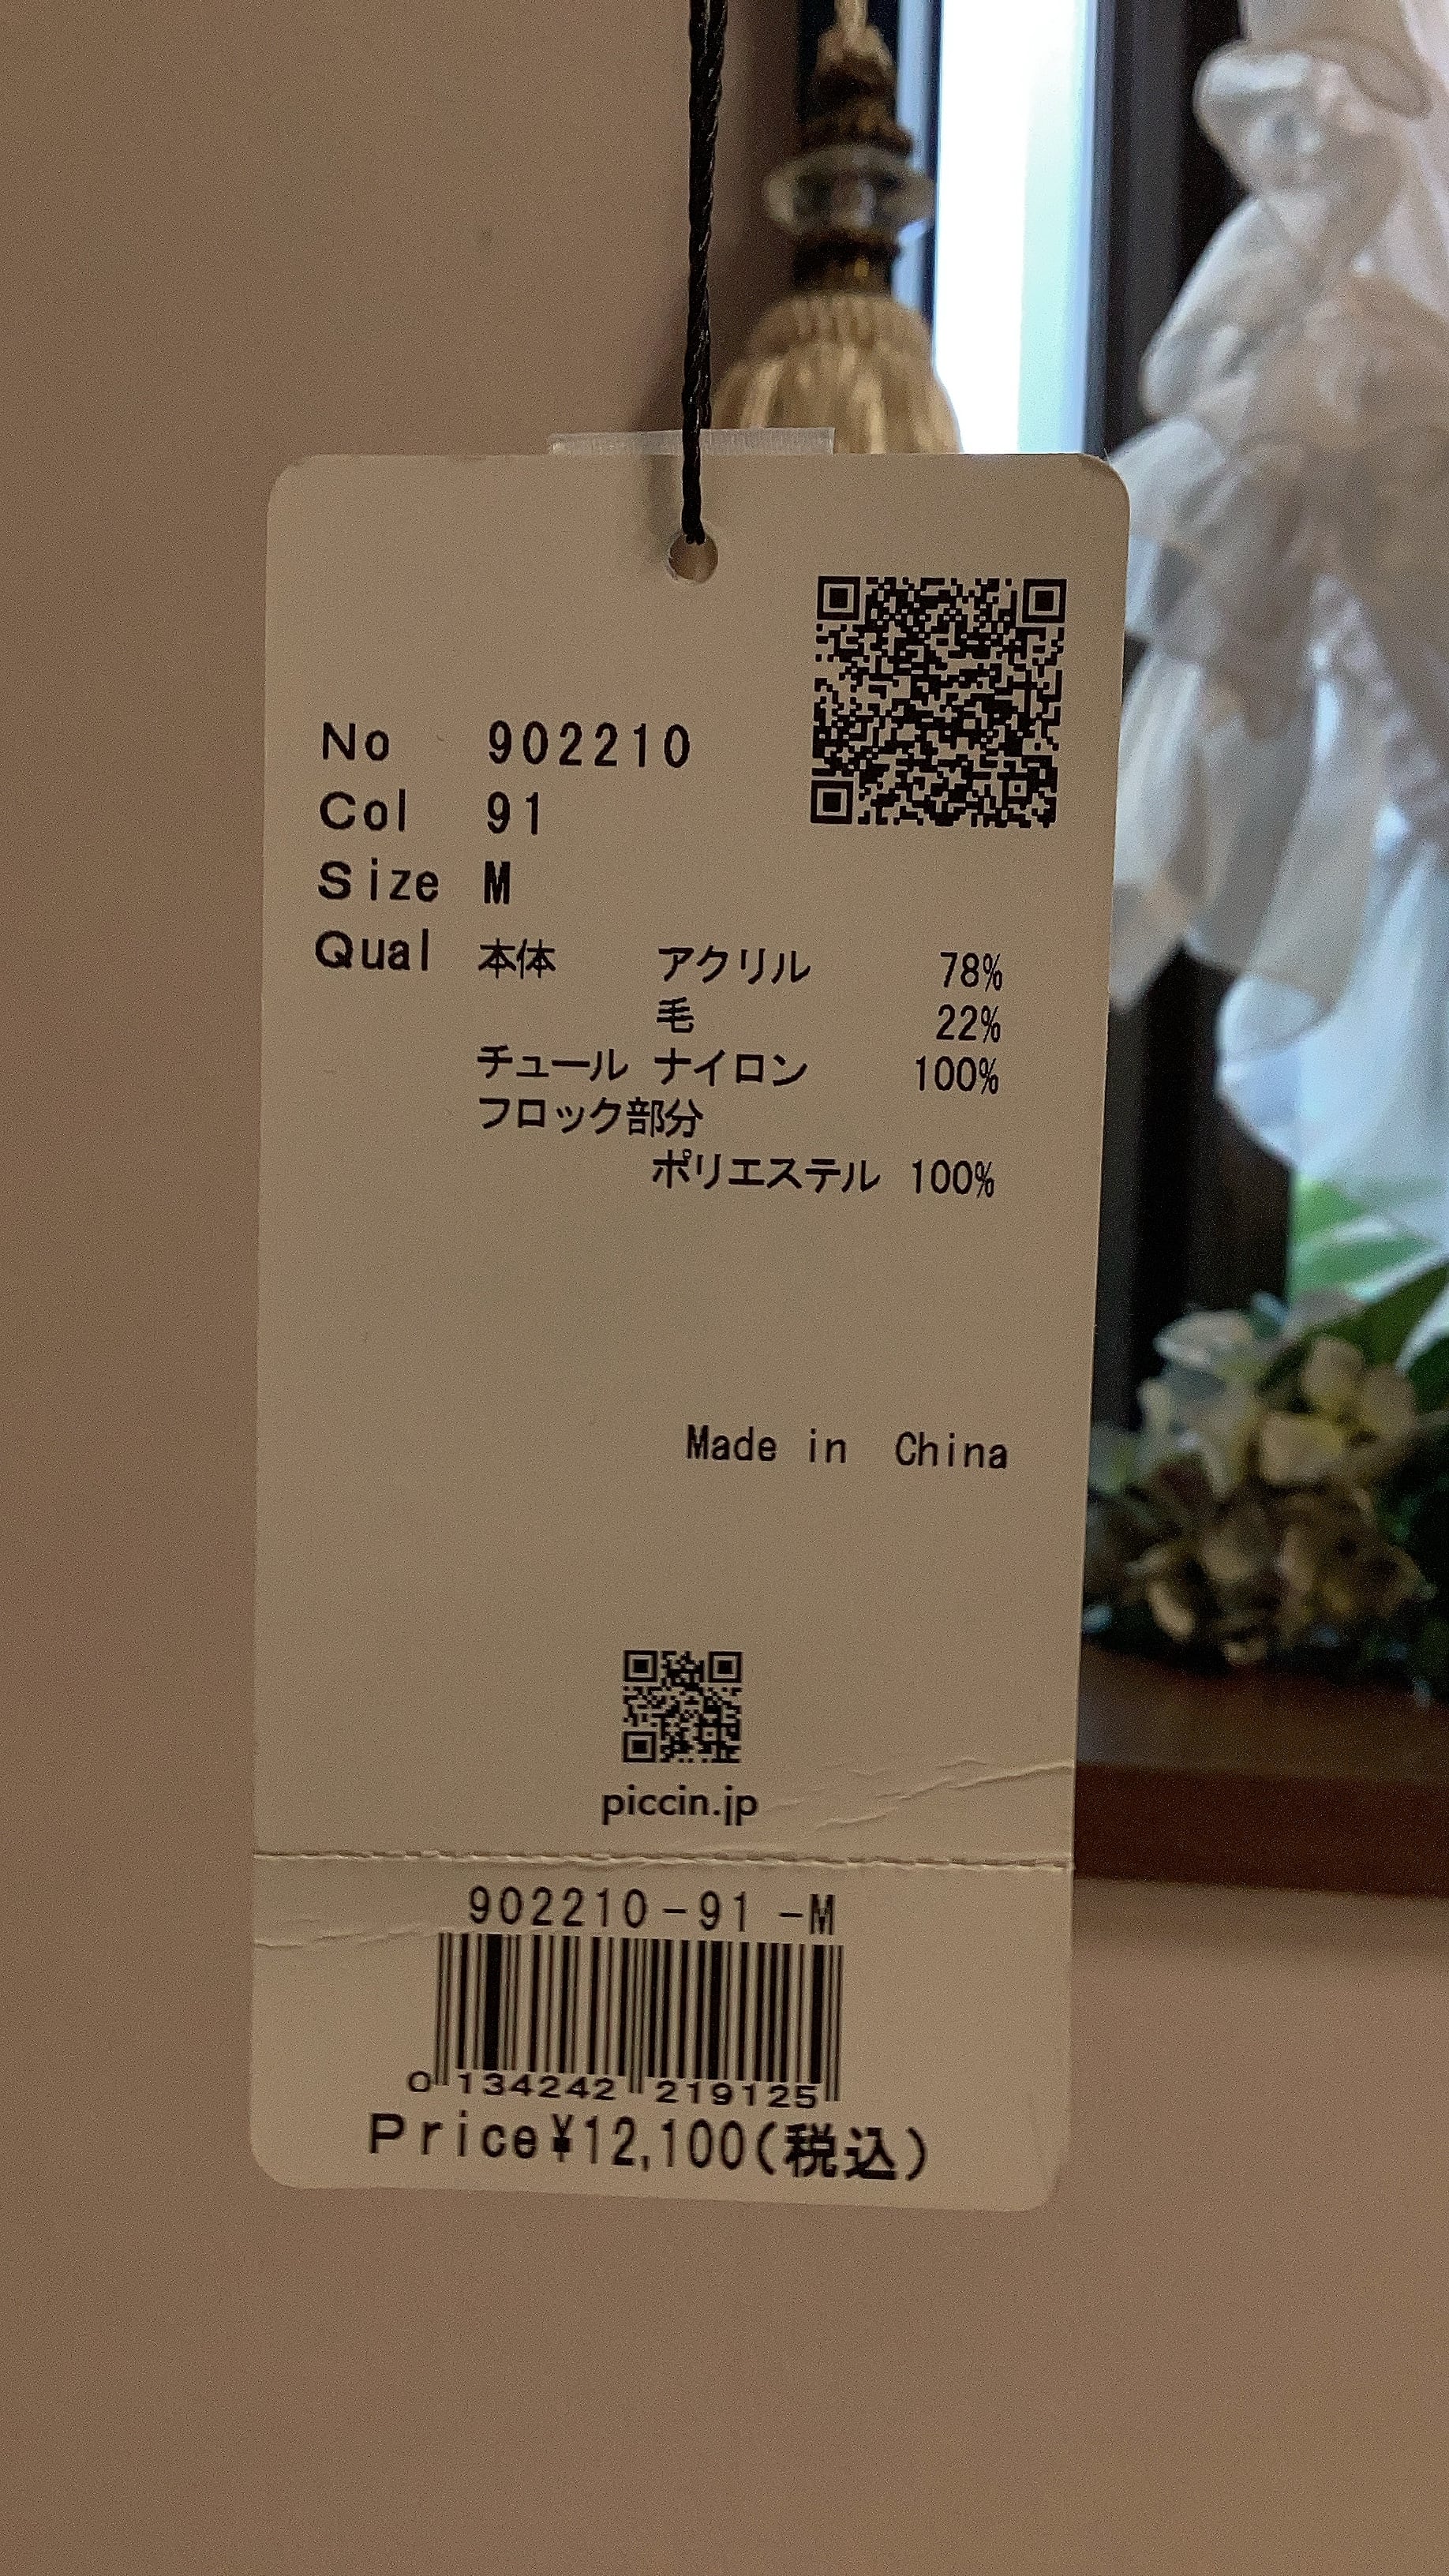 No 902210
Col 91
Size M
Qual 本体 アクリル 78%
毛 22%
チュール ナイロン 100%
フロック部分
ポリエステル 100%
Made in China
piccin.jp
902210-91 -M
0 134242 219125
Price¥12,100(税込)